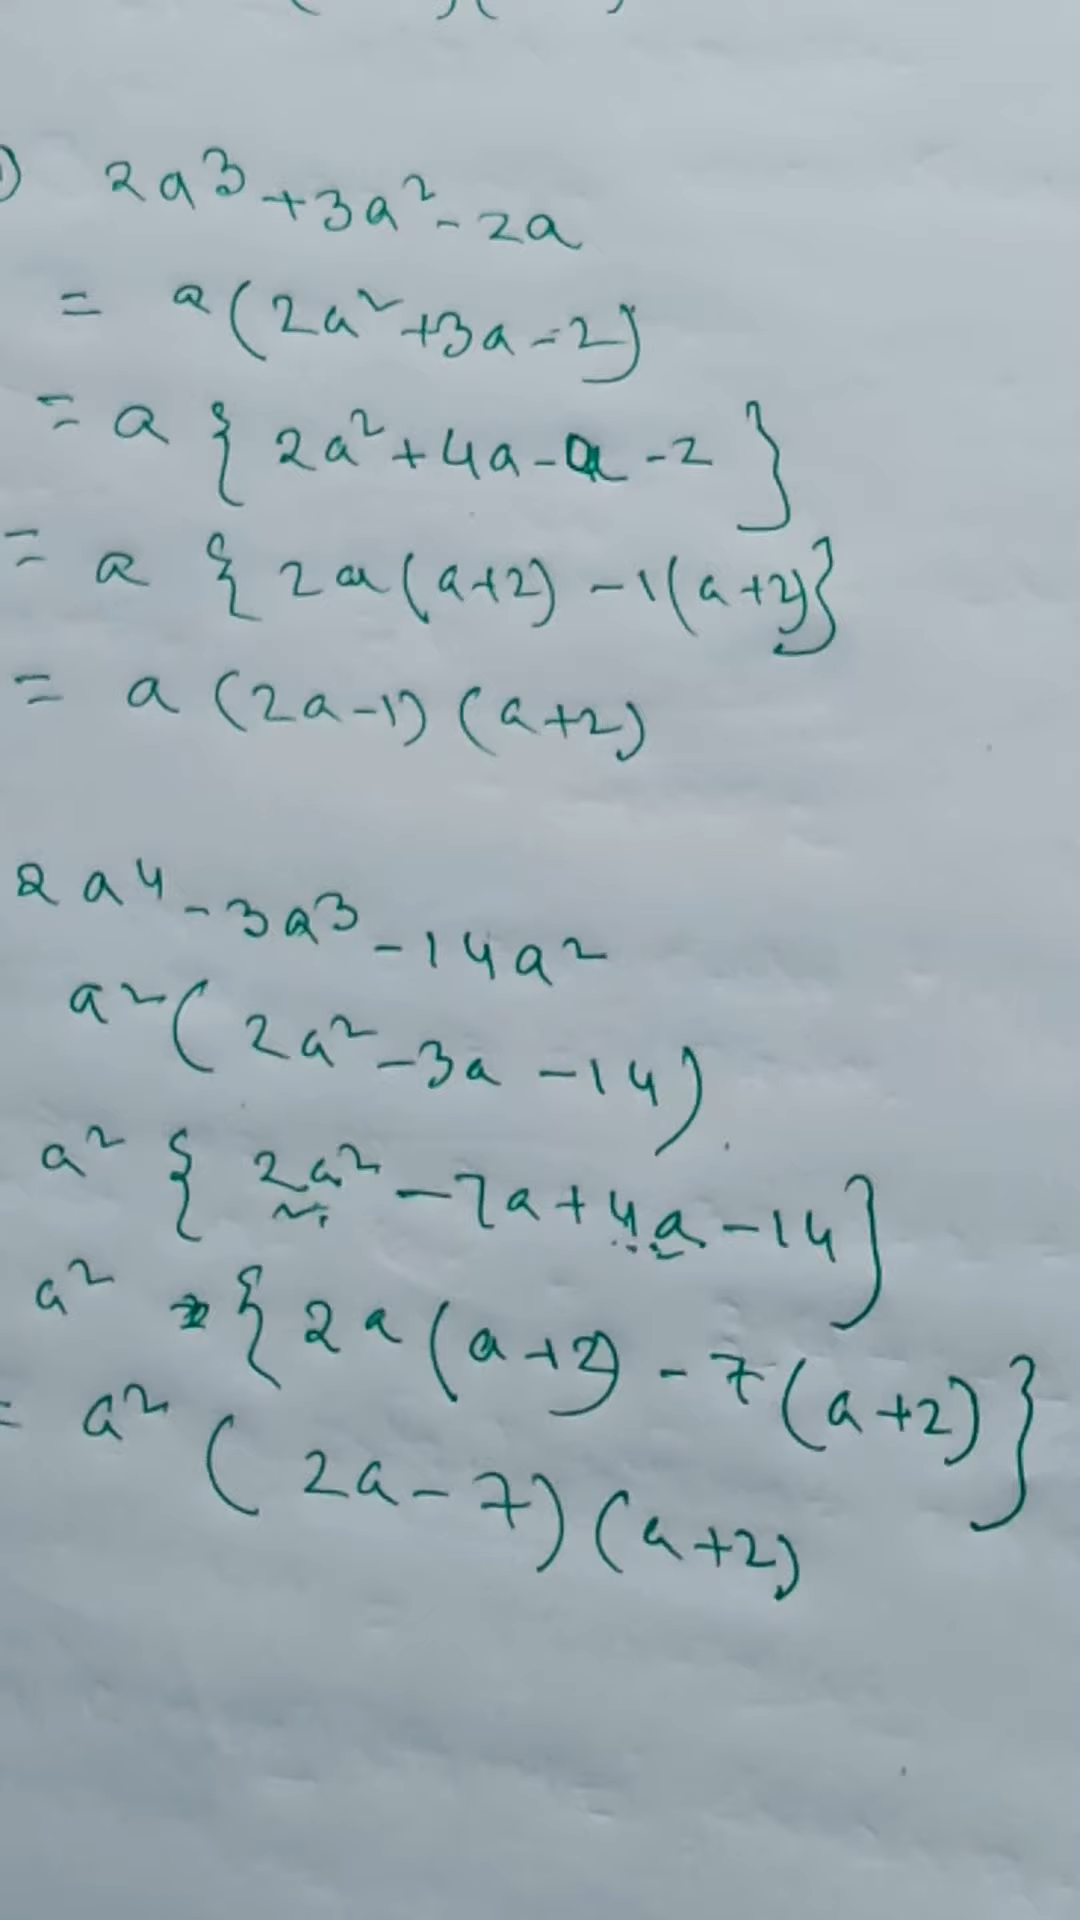 ) 2a³+3a²-2a
= a(2a²+3a-2)
= a { 2a²+4a-a-2 }
= a { 2a(a+2) -1(a+2)}
= a (2a-1) (a+2)
2a⁴-3a³-14a²
a²( 2a²-3a-14)
a² { 2a²-7a+4a-14}
a² {2a(a+2)-7(a+2)}
= a² (2a-7)(a+2)